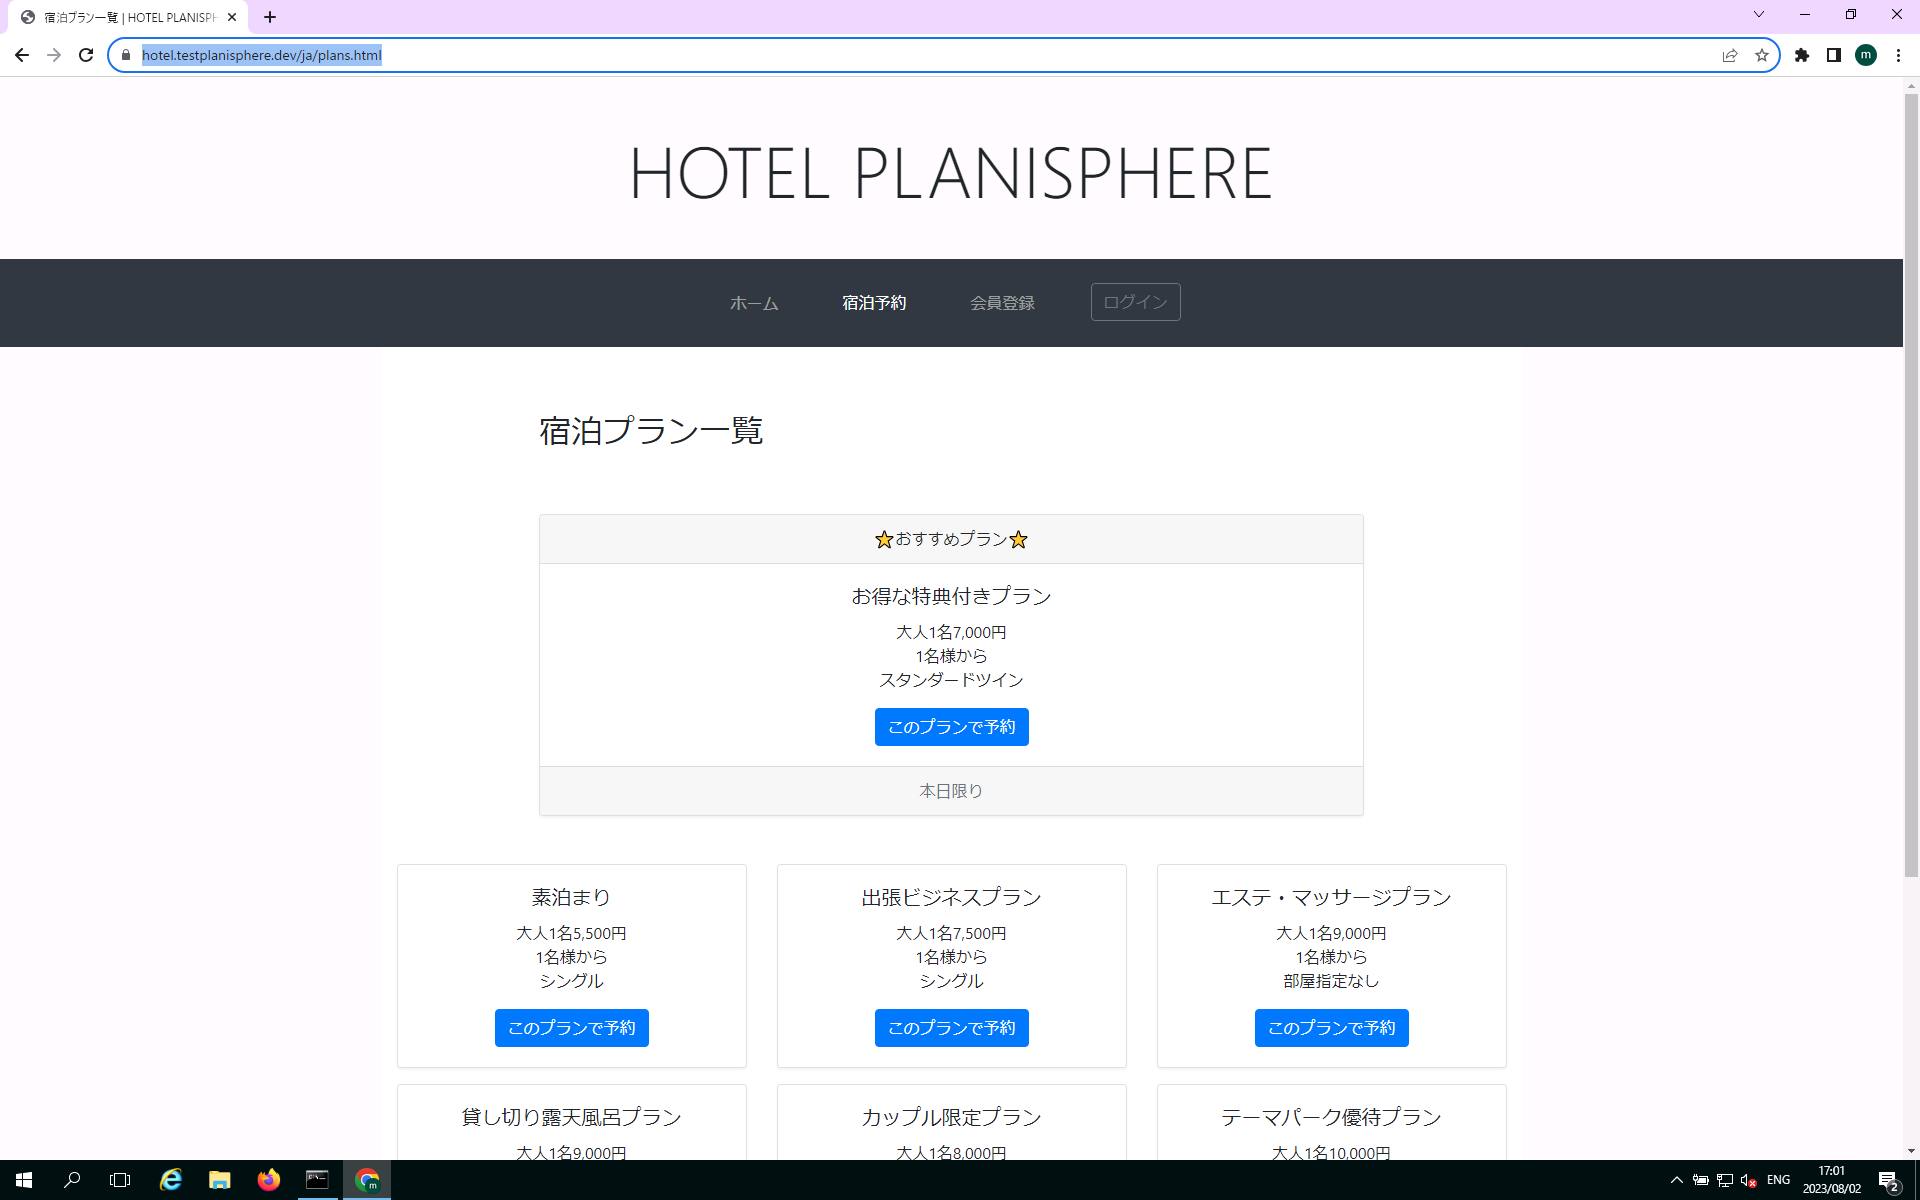 宿泊プラン一覧 | HOTEL PLANISPH
hotel.testplanisphere.dev/ja/plans.html
m
HOTEL PLANISPHERE
ホーム
宿泊予約
会員登録
ログイン
宿泊プラン一覧
⭐おすすめプラン⭐
お得な特典付きプラン
大人1名7,000円
1名様から
スタンダードツイン
このプランで予約
本日限り
素泊まり
大人1名5,500円
1名様から
シングル
このプランで予約
出張ビジネスプラン
大人1名7,500円
1名様から
シングル
このプランで予約
エステ・マッサージプラン
大人1名9,000円
1名様から
部屋指定なし
このプランで予約
貸し切り露天風呂プラン
大人1名9,000円
カップル限定プラン
大人1名8,000円
テーマパーク優待プラン
大人1名10,000円
m
ENG
17:01
2023/08/02
2